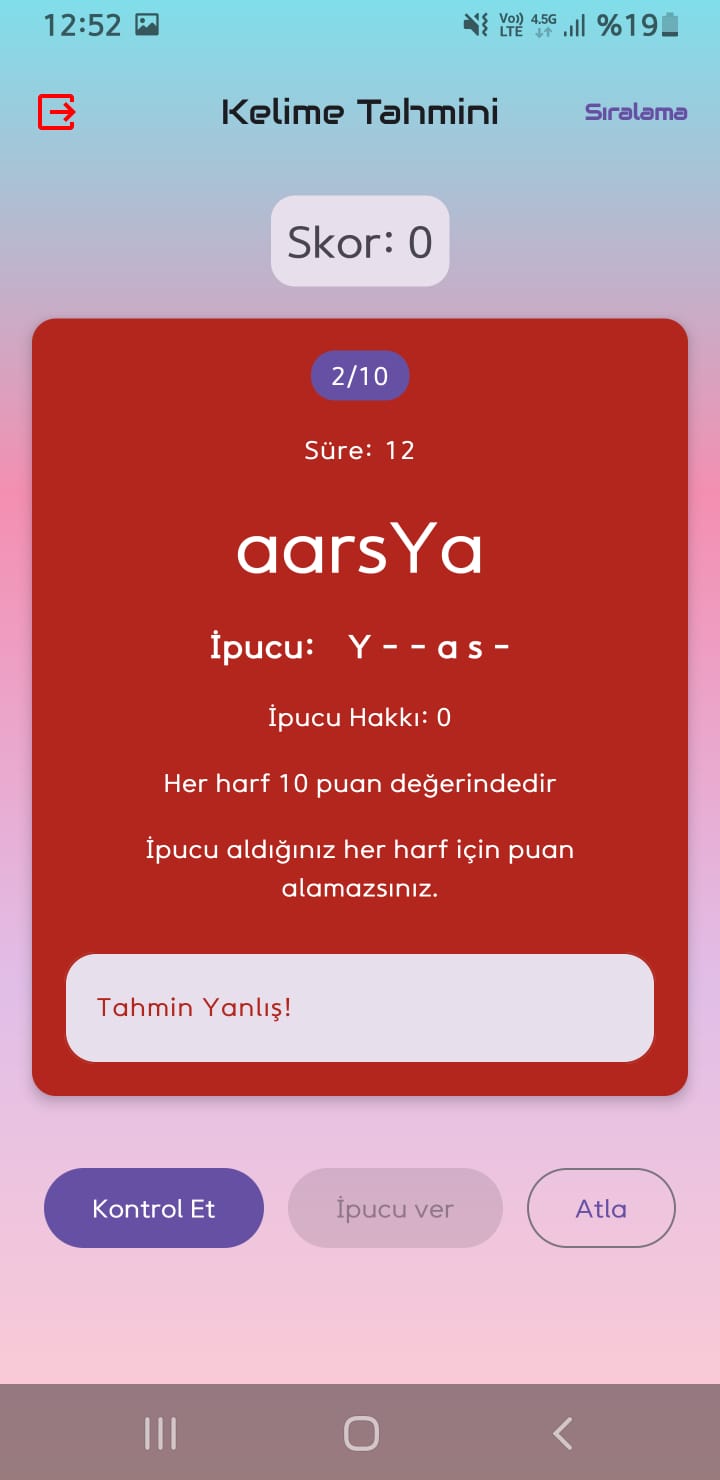 12:52 Vo)) LTE 4.5G %19
Kelime Tahmini Sıralama
Skor: 0
2/10
Süre: 12
aarsYa
İpucu: Y - - a s -
İpucu Hakkı: 0
Her harf 10 puan değerindedir
İpucu aldığınız her harf için puan
alamazsınız.
Tahmin Yanlış!
Kontrol Et İpucu ver Atla